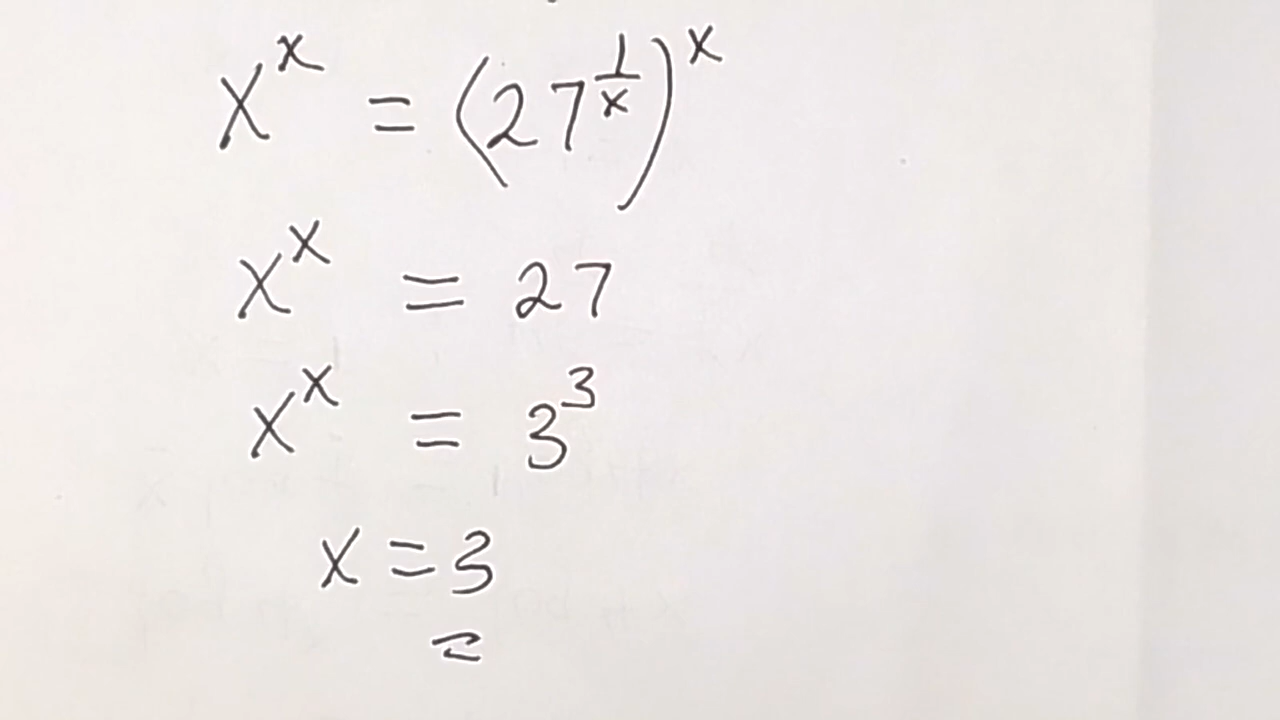 x^x = (27^(1/x))^x
x^x = 27
x^x = 3^3
x = 3